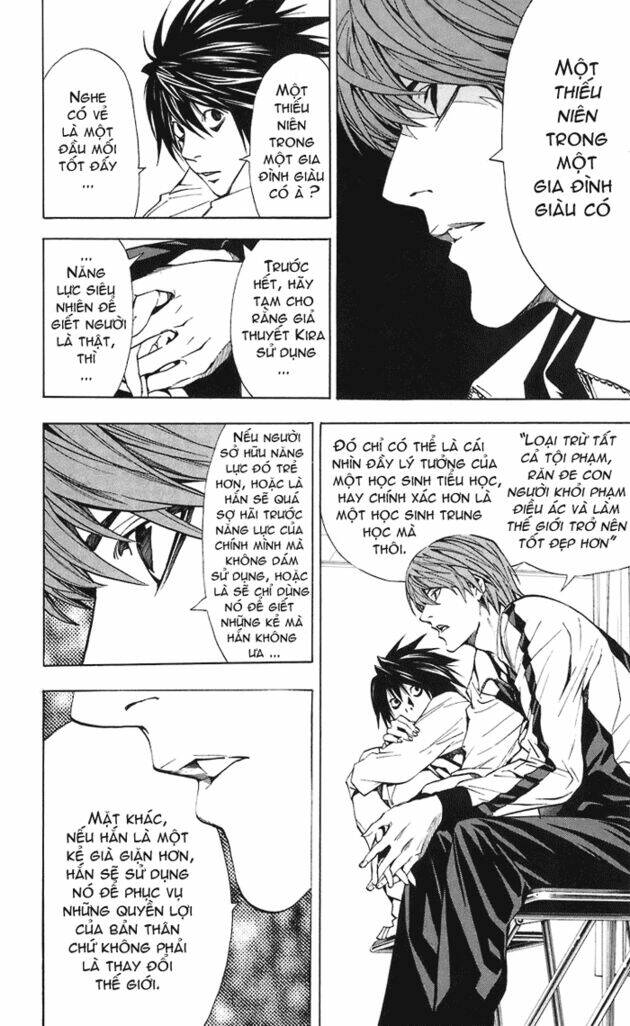 MỘT
THIẾU
NIÊN
TRONG
MỘT
GIA ĐÌNH
GIÀU CÓ
MỘT
THIẾU
NIÊN TRONG
MỘT GIA
ĐÌNH GIÀU
CÓ À ?
NGHE
CÓ VẺ
LÀ MỘT
ĐẦU MỐI
TỐT ĐẤY
...
TRƯỚC
HẾT, HÃY
TẠM CHO
RẰNG GIẢ
THUYẾT KIRA
SỬ DỤNG
...
...
NĂNG
LỰC SIÊU
NHIÊN ĐỂ
GIẾT NGƯỜI
LÀ THẬT,
THÌ
...
“LOẠI TRỪ TẤT
CẢ TỘI PHẠM,
RĂN ĐE CON
NGƯỜI KHỎI PHẠM
ĐIỀU ÁC VÀ LÀM
THẾ GIỚI TRỞ NÊN
TỐT ĐẸP HƠN”
ĐÓ CHỈ CÓ THỂ LÀ CÁI
NHÌN ĐẦY LÝ TƯỞNG CỦA
MỘT HỌC SINH TIỂU HỌC,
HAY CHÍNH XÁC HƠN LÀ
MỘT HỌC SINH TRUNG
HỌC MÀ
THÔI.
NẾU NGƯỜI
SỞ HỮU NĂNG
LỰC ĐÓ TRẺ
HƠN, HOẶC LÀ
HẮN SẼ QUÁ
SỢ HÃI TRƯỚC
NĂNG LỰC CỦA
CHÍNH MÌNH MÀ
KHÔNG DÁM
SỬ DỤNG, HOẶC
LÀ SẼ CHỈ DÙNG
NÓ ĐỂ GIẾT
NHỮNG KẺ MÀ
HẮN KHÔNG
ƯA ...
MẶT KHÁC,
NẾU HẮN LÀ MỘT
KẺ GIÀ GIẶN HƠN,
HẮN SẼ SỬ DỤNG
NÓ ĐỂ PHỤC VỤ
NHỮNG QUYỀN LỢI
CỦA BẢN THÂN
CHỨ KHÔNG PHẢI
LÀ THAY ĐỔI
THẾ GIỚI.